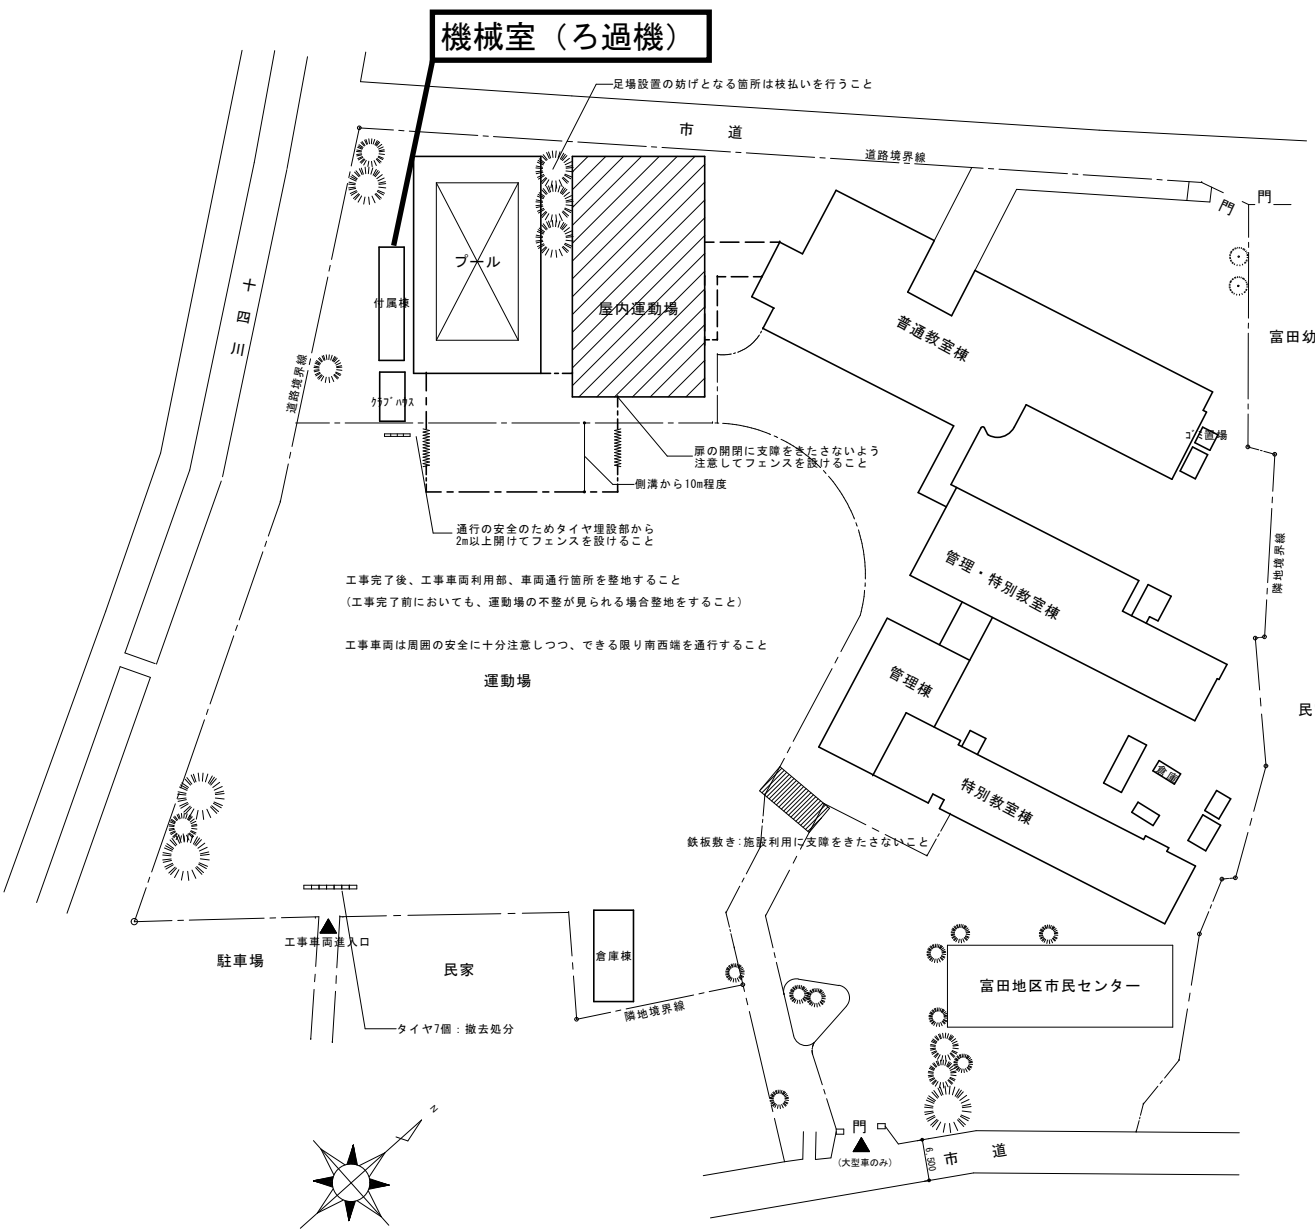 機械室（ろ過機）
足場設置の妨げとなる箇所は枝払いを行うこと
市 道
道路境界線
門
門
プール
付属棟
屋内運動場
十四川
普通教室棟
富田幼
道路境界線
クラブハウス
ゴミ置場
扉の開閉に支障をきたさないよう
注意してフェンスを設けること
側溝から10m程度
通行の安全のためタイヤ埋設部から
2m以上開けてフェンスを設けること
隣地境界線
管理・特別教室棟
工事完了後、工事車両利用部、車両通行箇所を整地すること
(工事完了前においても、運動場の不整が見られる場合整地をすること)
工事車両は周囲の安全に十分注意しつつ、できる限り南西端を通行すること
運動場
管理棟
民
倉庫
特別教室棟
鉄板敷き:施設利用に支障をきたさないこと
工事車両進入口
駐車場
民家
倉庫棟
富田地区市民センター
隣地境界線
タイヤ7個：撤去処分
N
門
(大型車のみ)
6,500
市 道